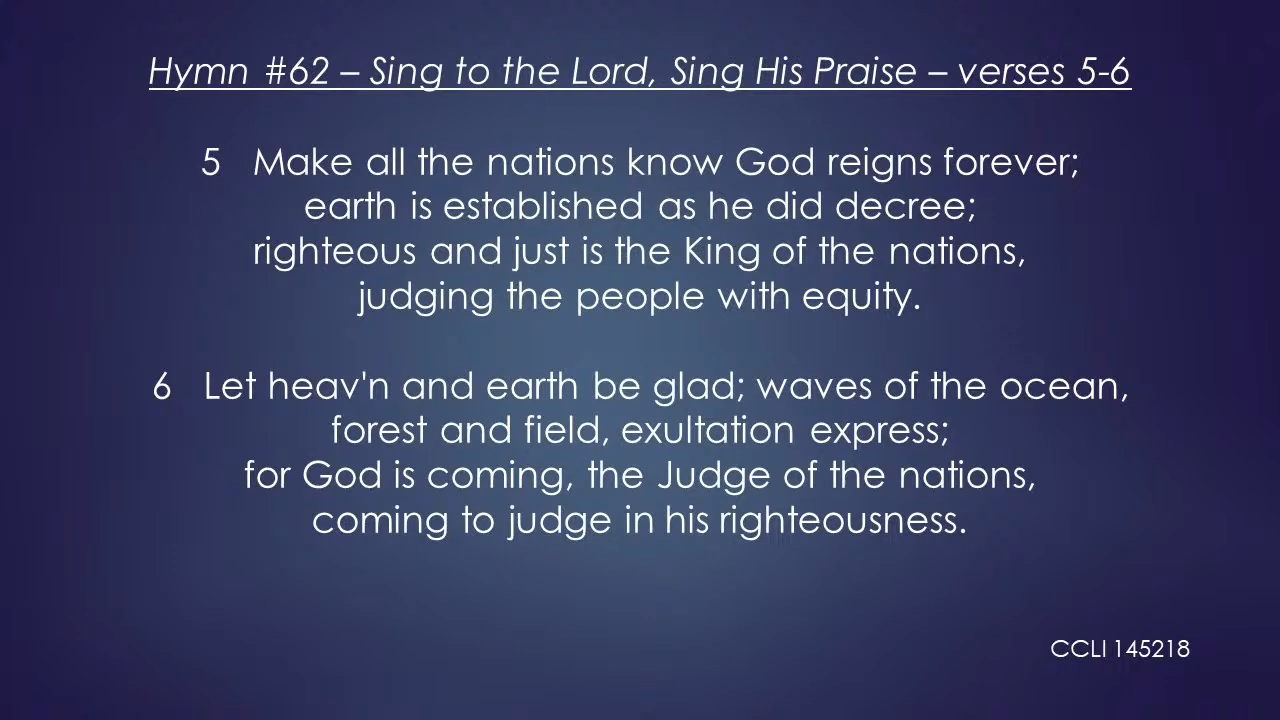 Hymn #62 – Sing to the Lord, Sing His Praise – verses 5-6
5 Make all the nations know God reigns forever;
earth is established as he did decree;
righteous and just is the King of the nations,
judging the people with equity.
6 Let heav'n and earth be glad; waves of the ocean,
forest and field, exultation express;
for God is coming, the Judge of the nations,
coming to judge in his righteousness.
CCLI 145218